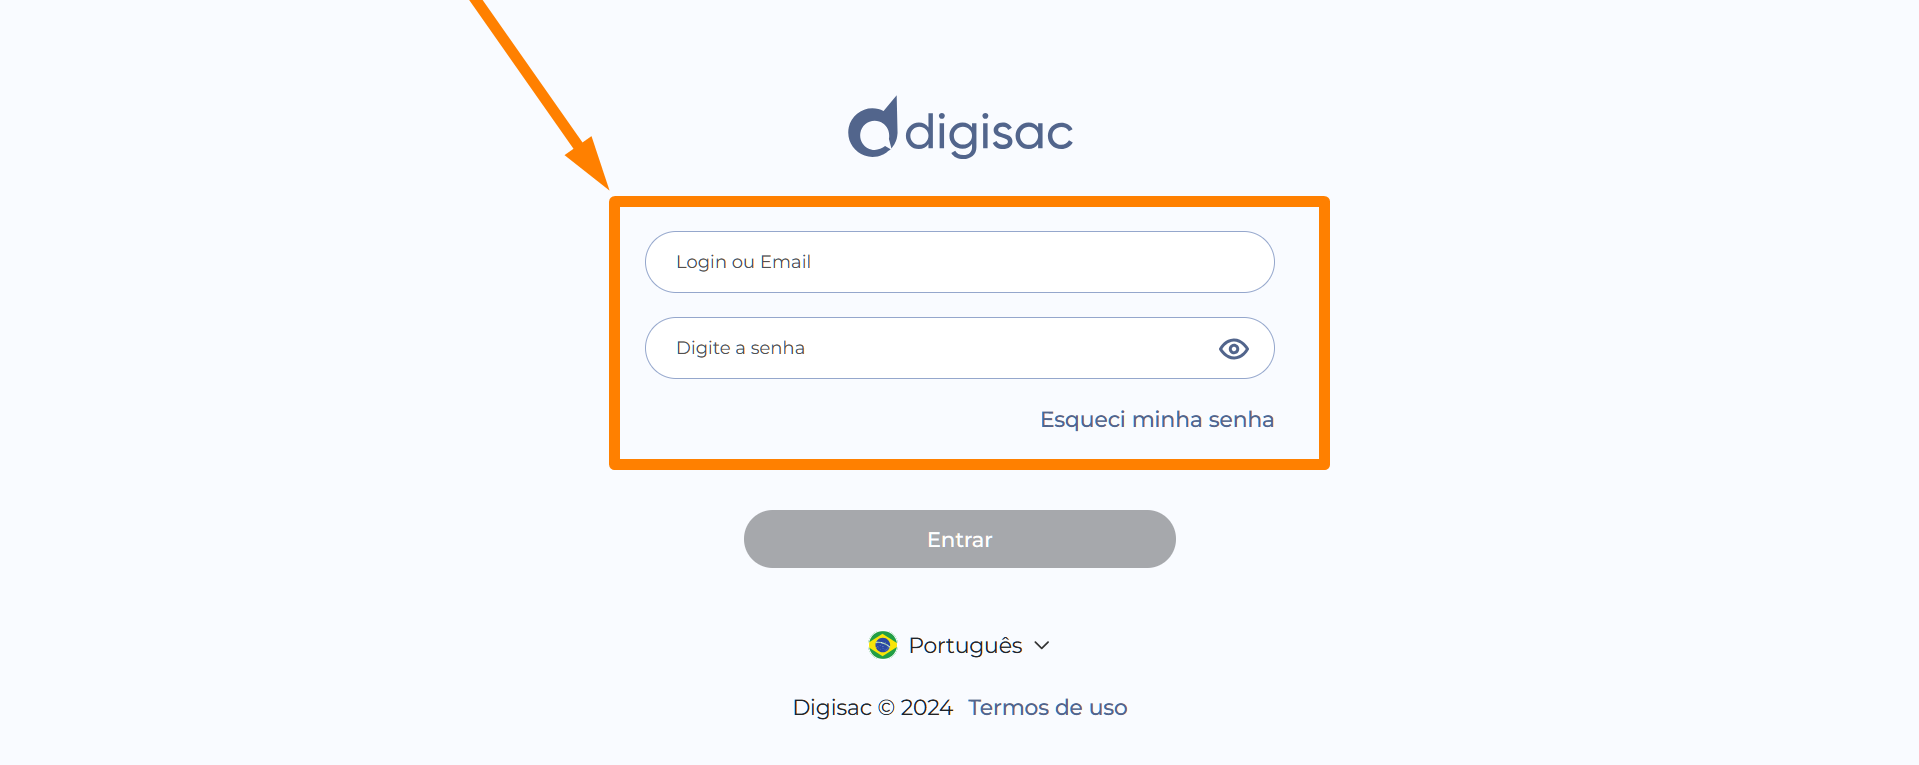 digisac
Login ou Email
Digite a senha
Esqueci minha senha
Entrar
Português
Digisac © 2024 Termos de uso